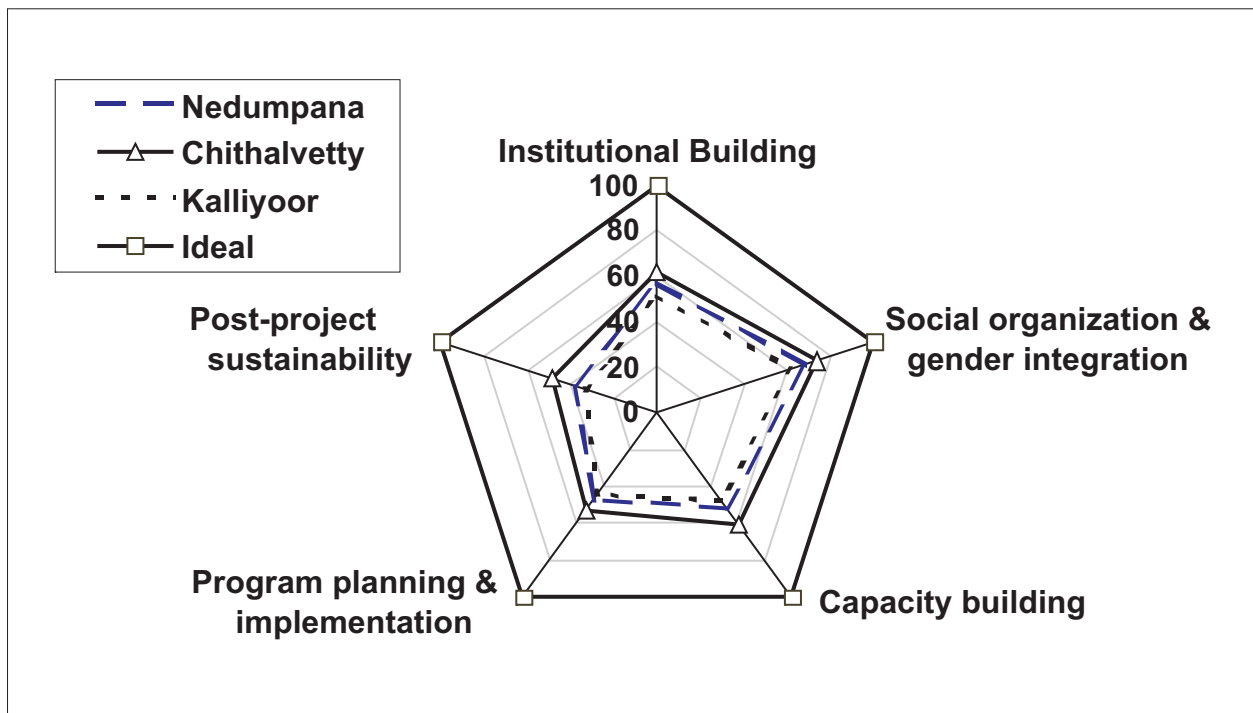 Nedumpana
Chithalvetty
Kalliyoor
Ideal
Institutional Building
100
80
60
40
20
0
Social organization &
gender integration
Capacity building
Program planning &
implementation
Post-project
sustainability